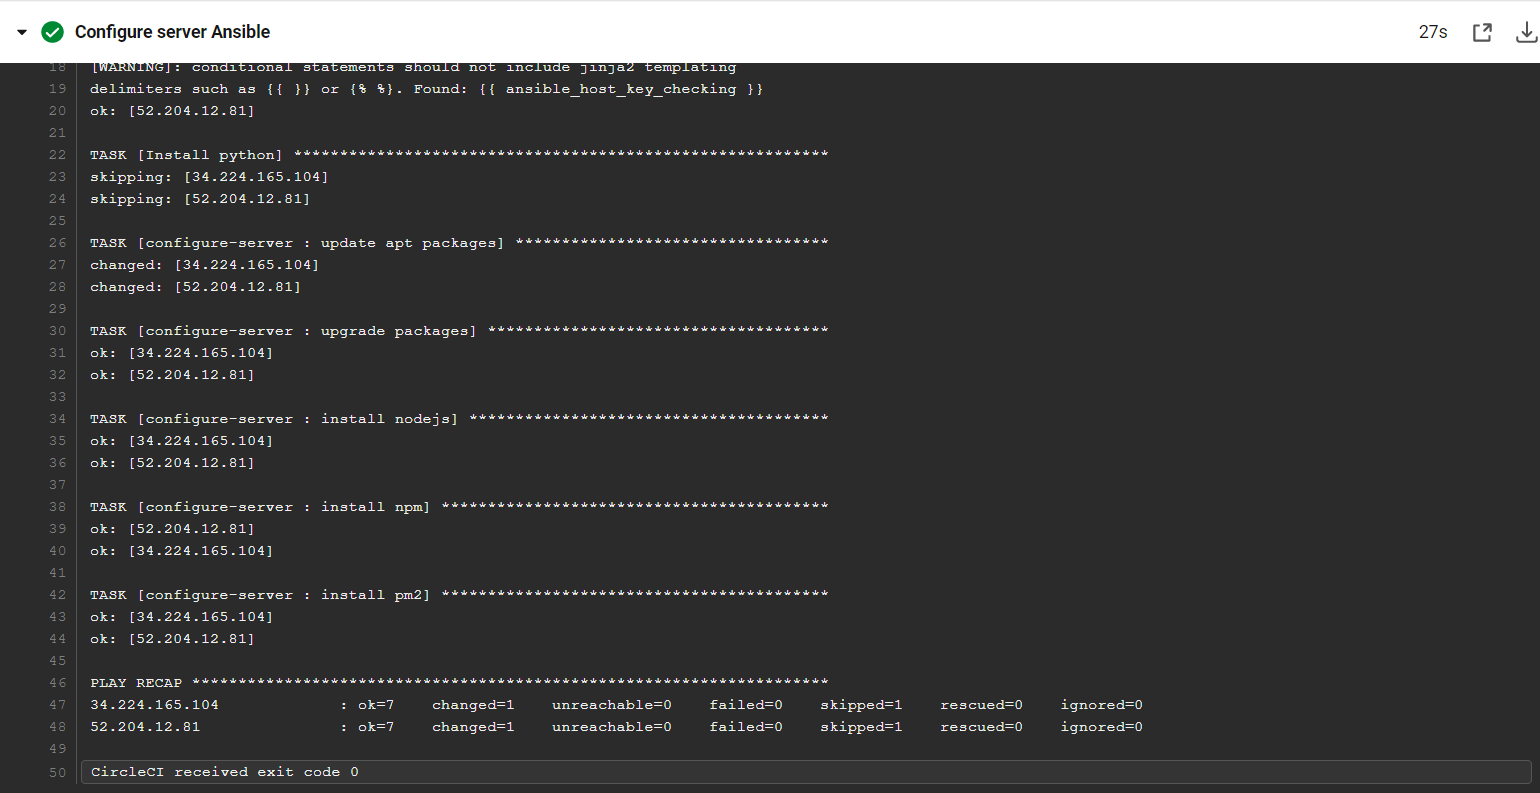 Configure server Ansible
27s
18 [WARNING]: conditional statements should not include jinja2 templating
19 delimiters such as {{ }} or {% %}. Found: {{ ansible_host_key_checking }}
20 ok: [52.204.12.81]
21
22 TASK [Install python] **********************************************************
23 skipping: [34.224.165.104]
24 skipping: [52.204.12.81]
25
26 TASK [configure-server : update apt packages] **********************************
27 changed: [34.224.165.104]
28 changed: [52.204.12.81]
29
30 TASK [configure-server : upgrade packages] *************************************
31 ok: [34.224.165.104]
32 ok: [52.204.12.81]
33
34 TASK [configure-server : install nodejs] ***************************************
35 ok: [34.224.165.104]
36 ok: [52.204.12.81]
37
38 TASK [configure-server : install npm] ******************************************
39 ok: [52.204.12.81]
40 ok: [34.224.165.104]
41
42 TASK [configure-server : install pm2] ******************************************
43 ok: [34.224.165.104]
44 ok: [52.204.12.81]
45
46 PLAY RECAP *********************************************************************
47 34.224.165.104 : ok=7 changed=1 unreachable=0 failed=0 skipped=1 rescued=0 ignored=0
48 52.204.12.81 : ok=7 changed=1 unreachable=0 failed=0 skipped=1 rescued=0 ignored=0
49
50 CircleCI received exit code 0